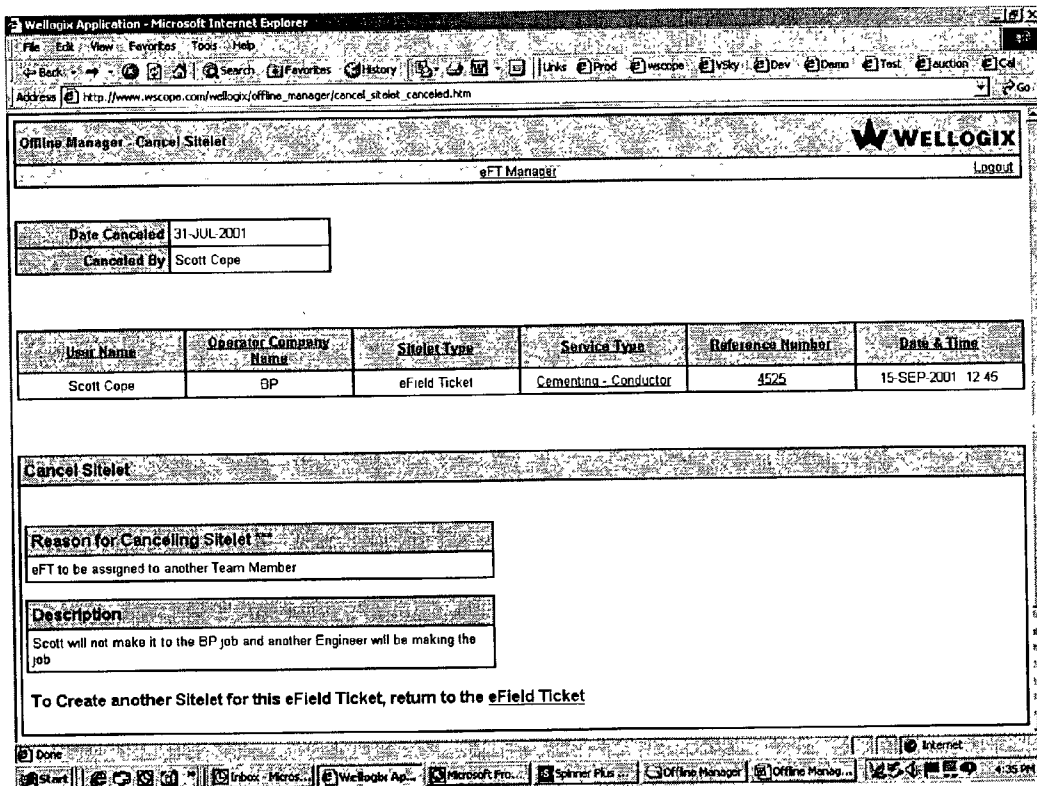 Wellogix Application - Microsoft Internet Explorer
File Edit View Favorites Tools Help
Back Search Favorites History Links Prod wscope VSky Dev Demo Test auction Cal
Address http://www.wscope.com/wellogix/offline_manager/cancel_sitelet_canceled.htm Go
Offline Manager - Cancel Sitelet WELLOGIX
eFT Manager Logout
Date Canceled 31-JUL-2001
Canceled By Scott Cope
User Name Operator Company Name Sitelet Type Service Type Reference Number Date & Time
Scott Cope BP eField Ticket Cementing - Conductor 4525 15-SEP-2001 12 45
Cancel Sitelet
Reason for Canceling Sitelet ***
eFT to be assigned to another Team Member
Description
Scott will not make it to the BP job and another Engineer will be making the
job
To Create another Sitelet for this eField Ticket, return to the eField Ticket
Done Internet
Start Inbox - Micros... Wellogix Ap... Microsoft Pro... Spinner Plus ... Offline Manager Offline Manag... 4:35 PM